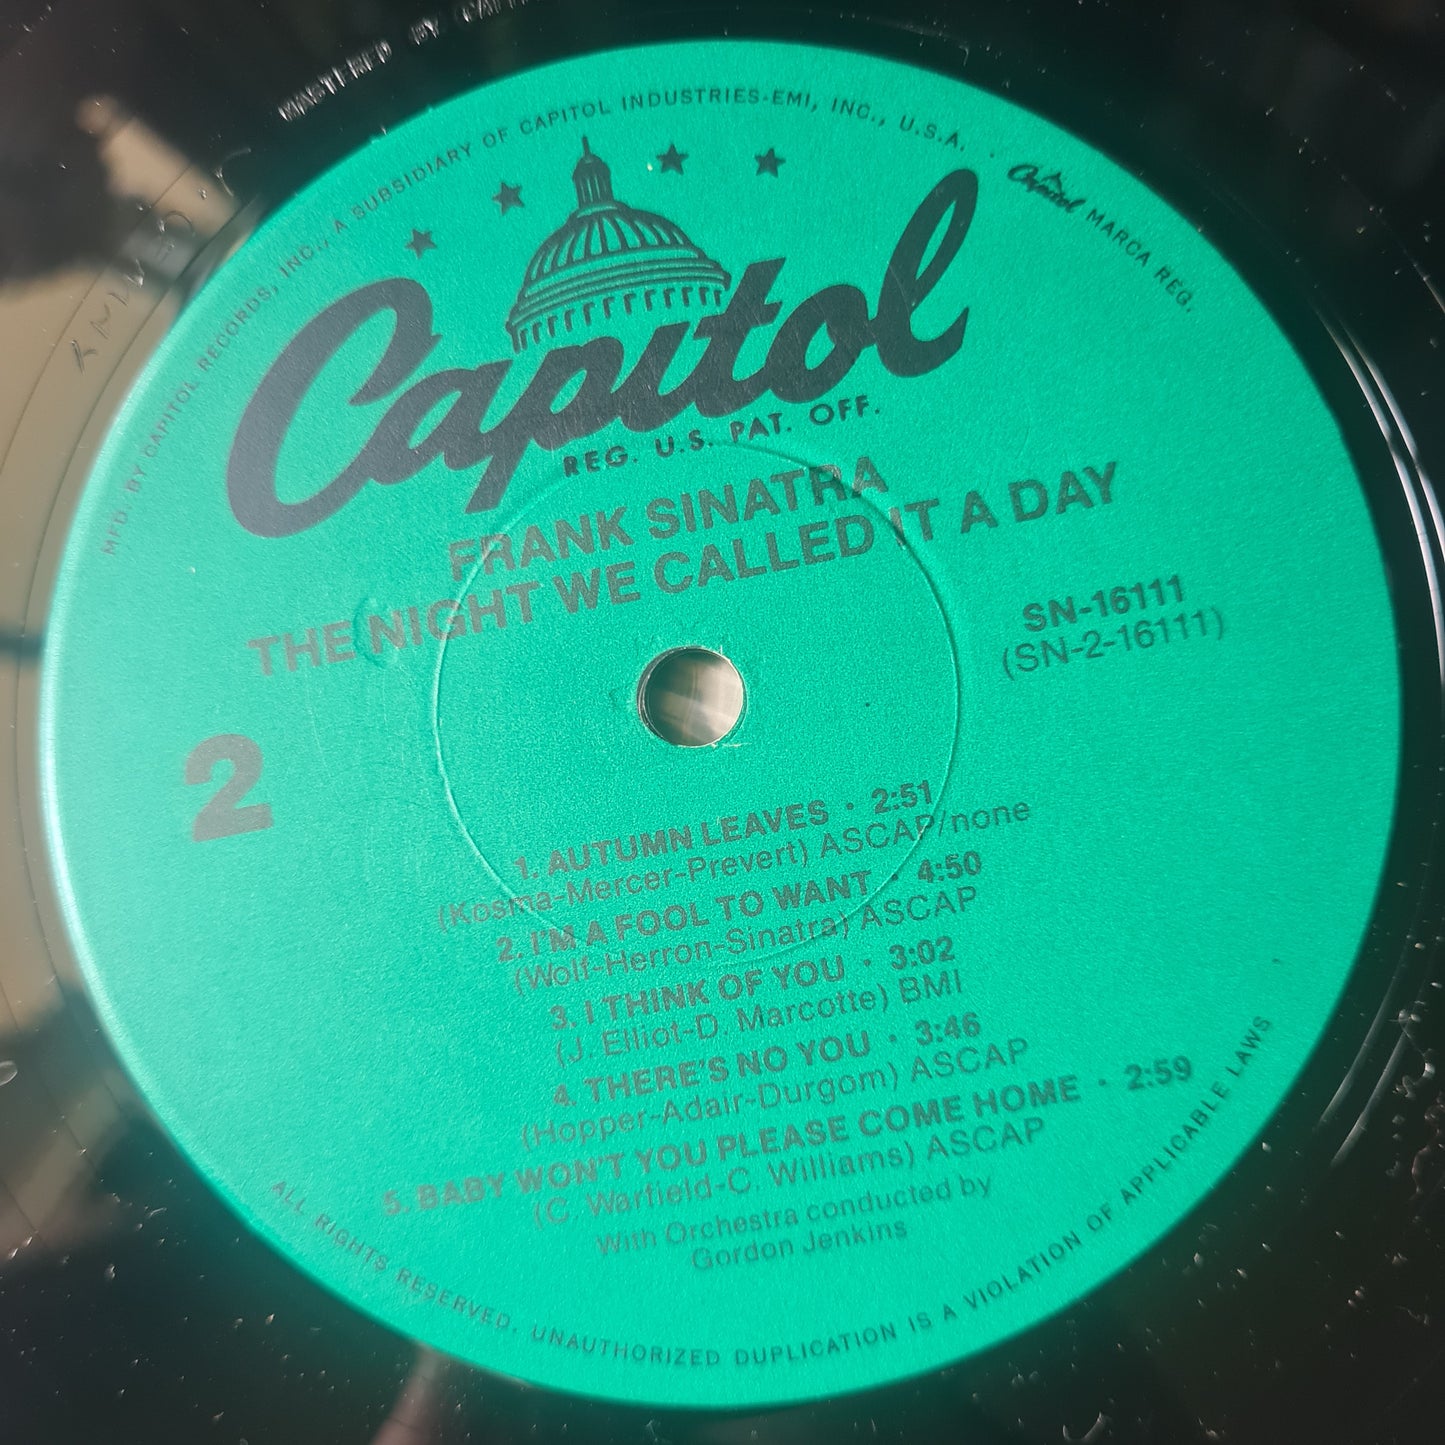 MASTERED BY
MFD. BY CAPITOL RECORDS, INC., A SUBSIDIARY OF CAPITOL INDUSTRIES-EMI, INC., U.S.A. · Capitol MARCA REG.
Capitol
REG. U.S. PAT. OFF.
FRANK SINATRA
THE NIGHT WE CALLED IT A DAY
SN-16111
(SN-2-16111)
2
1. AUTUMN LEAVES · 2:51
(Kosma-Mercer-Prevert) ASCAP/none
2. I'M A FOOL TO WANT · 4:50
(Wolf-Herron-Sinatra) ASCAP
3. I THINK OF YOU · 3:02
(J. Elliot-D. Marcotte) BMI
4. THERE'S NO YOU · 3:46
(Hopper-Adair-Durgom) ASCAP
5. BABY WON'T YOU PLEASE COME HOME · 2:59
(C. Warfield-C. Williams) ASCAP
With Orchestra conducted by
Gordon Jenkins
ALL RIGHTS RESERVED. UNAUTHORIZED DUPLICATION IS A VIOLATION OF APPLICABLE LAWS